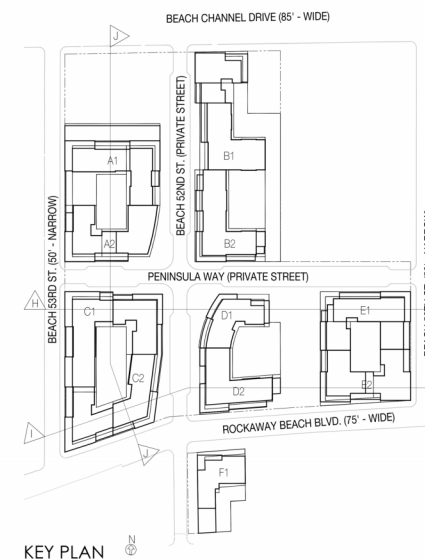 BEACH CHANNEL DRIVE (85' - WIDE)
J
BEACH 52ND ST. (PRIVATE STREET)
A1
B1
BEACH 53RD ST. (50' - NARROW)
A2
B2
PENINSULA WAY (PRIVATE STREET)
H
C1
D1
E1
C2
D2
E2
I
ROCKAWAY BEACH BLVD. (75' - WIDE)
J
F1
KEY PLAN
N